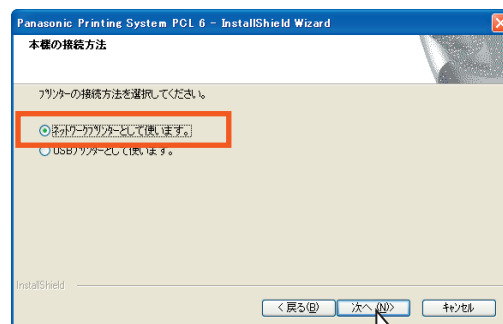 Panasonic Printing System PCL 6 - InstallShield Wizard
本機の接続方法
プリンターの接続方法を選択してください。
ネットワークプリンターとして使います。
USBプリンターとして使います。
InstallShield
< 戻る(B)
次へ(N)>
キャンセル